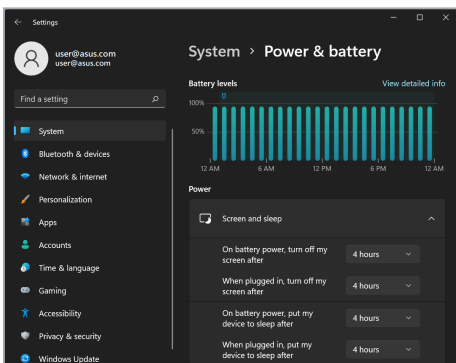 Settings
user@asus.com
user@asus.com
Find a setting
System
Bluetooth & devices
Network & internet
Personalization
Apps
Accounts
Time & language
Gaming
Accessibility
Privacy & security
Windows Update
System > Power & battery
Battery levels View detailed info
100%
50%
12 AM 6 AM 12 PM 6 PM 12 AM
Power
Screen and sleep
On battery power, turn off my
screen after
4 hours
When plugged in, turn off my
screen after
4 hours
On battery power, put my
device to sleep after
4 hours
When plugged in, put my
device to sleep after
4 hours